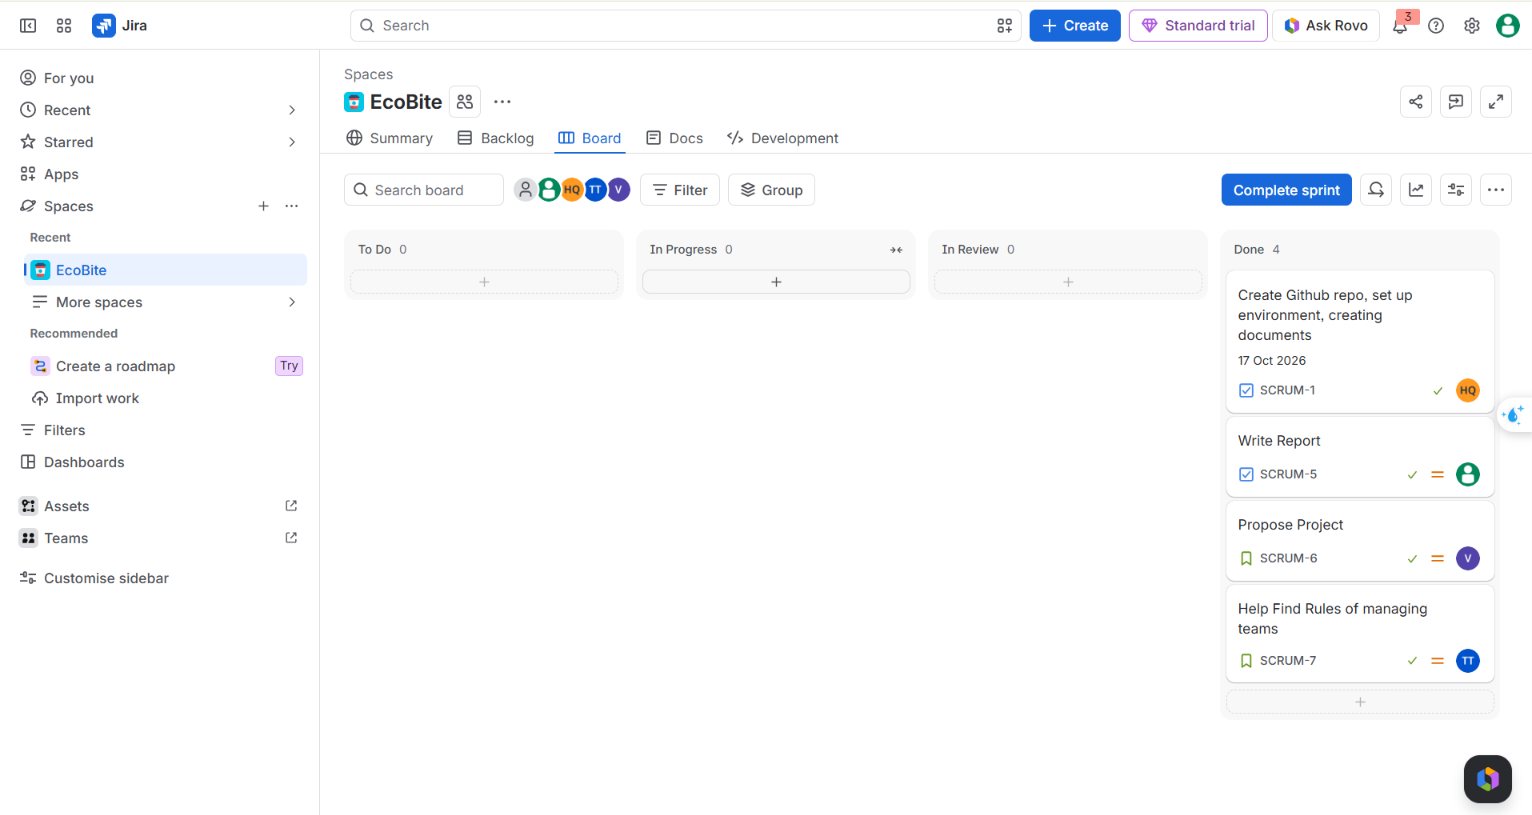 Jira
Search
Create
Standard trial
Ask Rovo
3
For you
Recent
Starred
Apps
Spaces
Recent
EcoBite
More spaces
Recommended
Create a roadmap
Try
Import work
Filters
Dashboards
Assets
Teams
Customise sidebar
Spaces
EcoBite
Summary
Backlog
Board
Docs
Development
Search board
HQ
TT
V
Filter
Group
Complete sprint
To Do 0
In Progress 0
In Review 0
Done 4
Create Github repo, set up
environment, creating
documents
17 Oct 2026
SCRUM-1
HQ
Write Report
SCRUM-5
Propose Project
SCRUM-6
V
Help Find Rules of managing
teams
SCRUM-7
TT